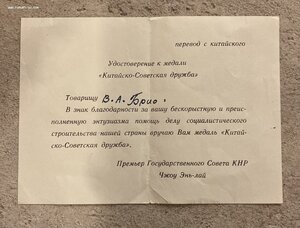 перевод с китайского
Удостоверение к медали
«Китайско-Советская дружба»
Товарищу В.А.Брио.
В знак благодарности за вашу бескорыстную и преис-
полненную энтузиазма помощь делу социалистического
строительства нашей страны вручаю Вам медаль «Китай-
ско-Советская дружба».
Премьер Государственного Совета КНР
Чжоу Энь-лай